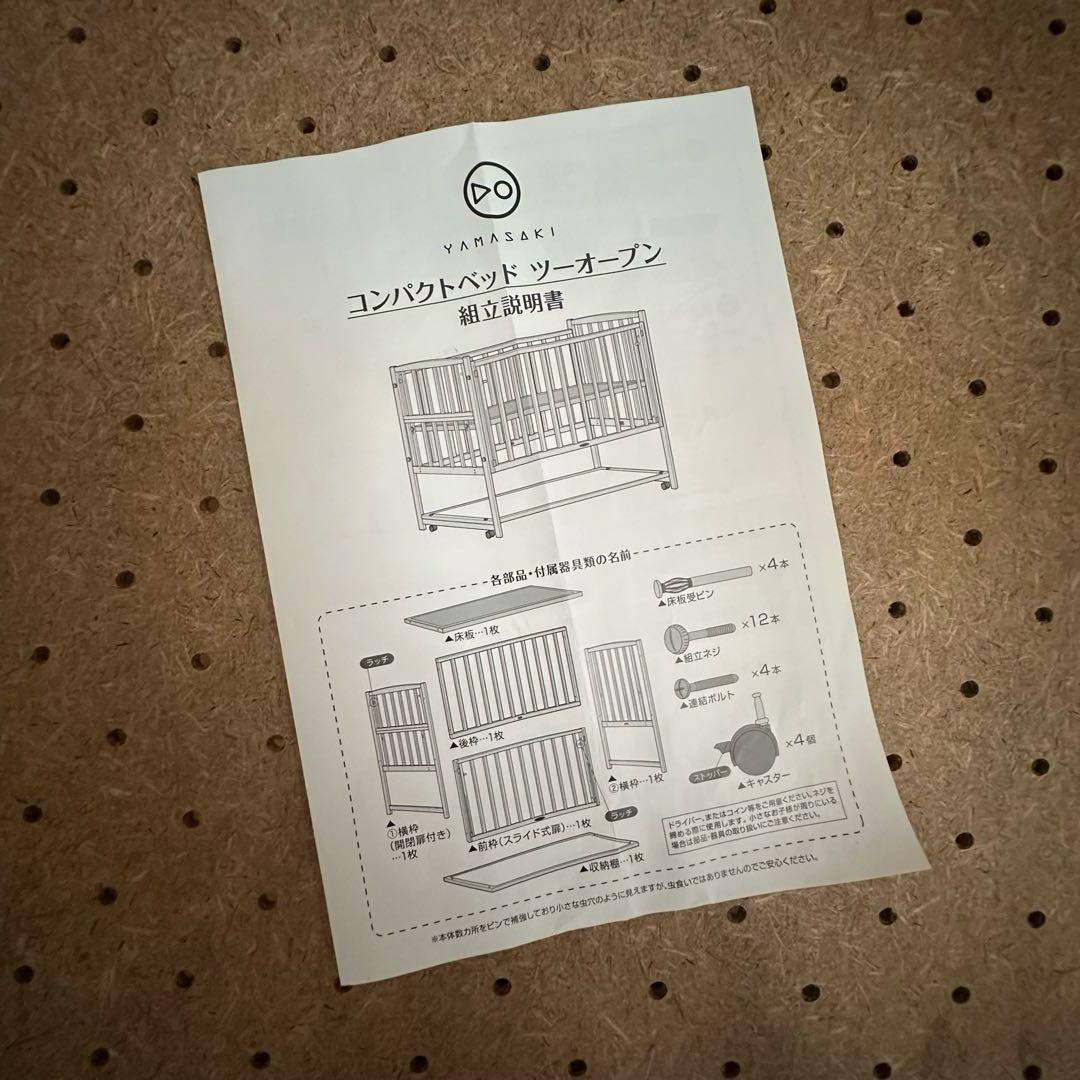 YAMASAKI
コンパクトベッド ツーオープン
組立説明書
各部品・付属器具類の名前
▲床板…1枚
ラッチ
▲後枠…1枚
①横枠
(開閉扉付き)
…1枚
▲前枠(スライド式扉)…1枚
②横枠…1枚
ラッチ
▲収納棚…1枚
×4本
▲床板受ピン
×12本
▲組立ネジ
×4本
▲連結ボルト
×4個
ストッパー
▲キャスター
ドライバー、またはコイン等をご用意ください。ネジを
締める際に使用します。小さなお子様が周りにいる
場合は部品・器具の取り扱いにご注意ください。
※本体数カ所をピンで補強しており小さな虫穴のように見えますが、虫食いではありませんのでご安心ください。